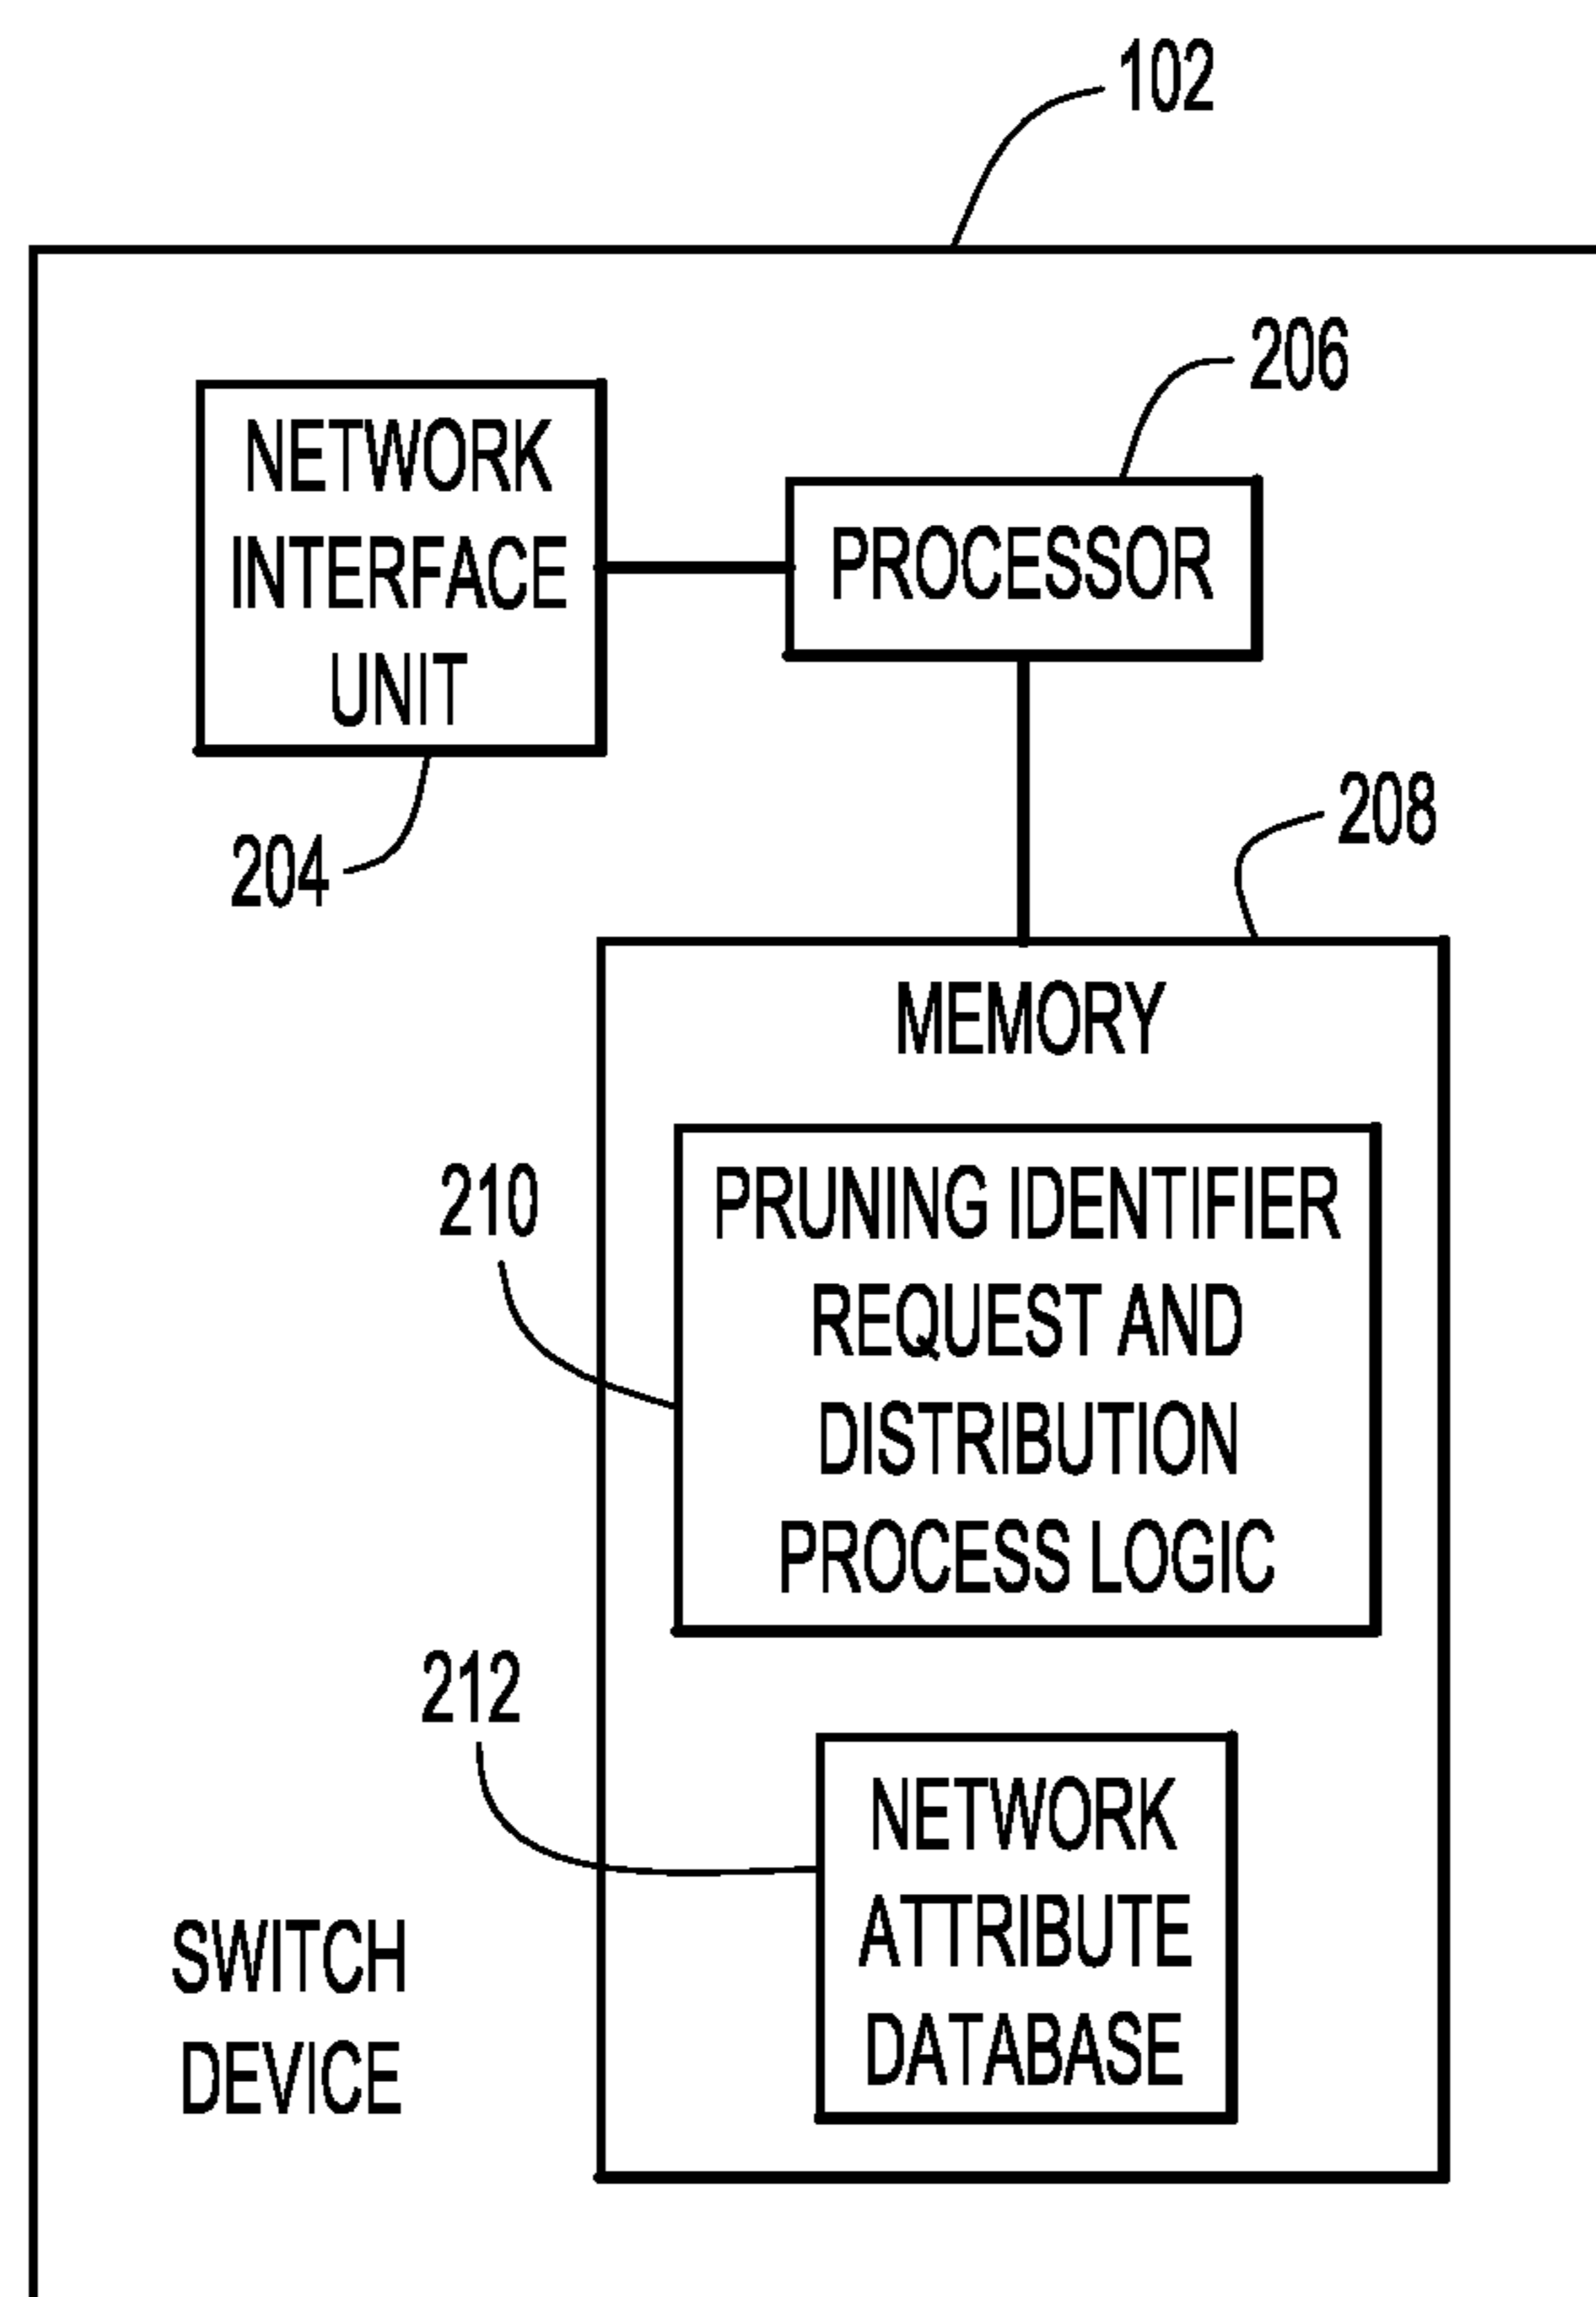 102
206
NETWORK
INTERFACE
UNIT
PROCESSOR
204
208
MEMORY
210
PRUNING IDENTIFIER
REQUEST AND
DISTRIBUTION
PROCESS LOGIC
212
NETWORK
ATTRIBUTE
DATABASE
SWITCH
DEVICE